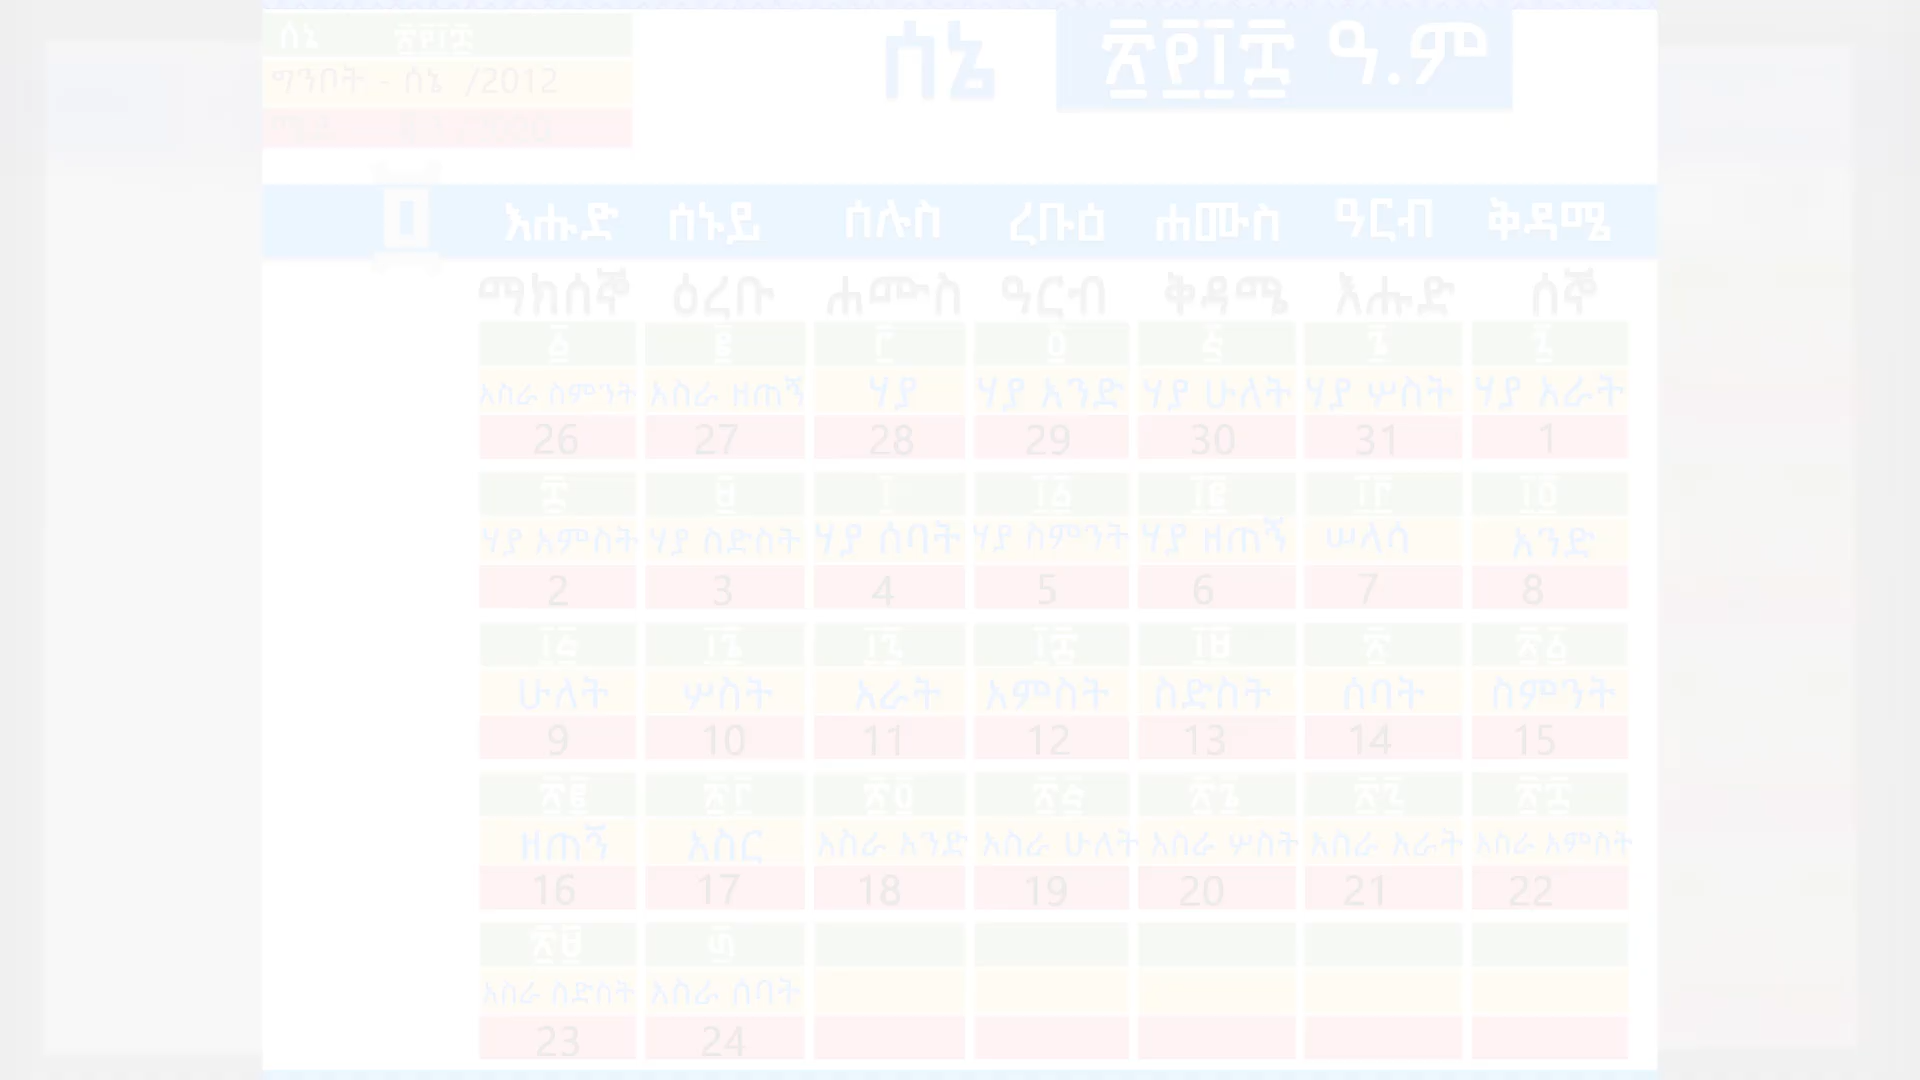 ሰኔ ፳፻፲፰
ሰኔ ፳፻፲፰ ዓ.ም
ግንቦት - ሰኔ /2012
፬ እሑድ ሰኑይ ሰሉስ ረቡዕ ሐሙስ ዓርብ ቅዳሜ
ማክሰኞ ዕረቡ ሐሙስ ዓርብ ቅዳሜ እሑድ ሰኞ
፩ ፪ ፫ ፬ ፭ ፮ ፯
አስራ ስምንት አስራ ዘጠኝ ሃያ ሃያ አንድ ሃያ ሁለት ሃያ ሦስት ሃያ አራት
26 27 28 29 30 31 1
፰ ፱ ፲ ፲፩ ፲፪ ፲፫ ፲፬
ሃያ አምስት ሃያ ስድስት ሃያ ሰባት ሃያ ስምንት ሃያ ዘጠኝ ሠላሳ አንድ
2 3 4 5 6 7 8
፲፭ ፲፮ ፲፯ ፲፰ ፲፱ ፳ ፳፩
ሁለት ሦስት አራት አምስት ስድስት ሰባት ስምንት
9 10 11 12 13 14 15
፳፪ ፳፫ ፳፬ ፳፭ ፳፮ ፳፯ ፳፰
ዘጠኝ አስር አስራ አንድ አስራ ሁለት አስራ ሦስት አስራ አራት አስራ አምስት
16 17 18 19 20 21 22
፳፱ ፴
አስራ ስድስት አስራ ሰባት
23 24